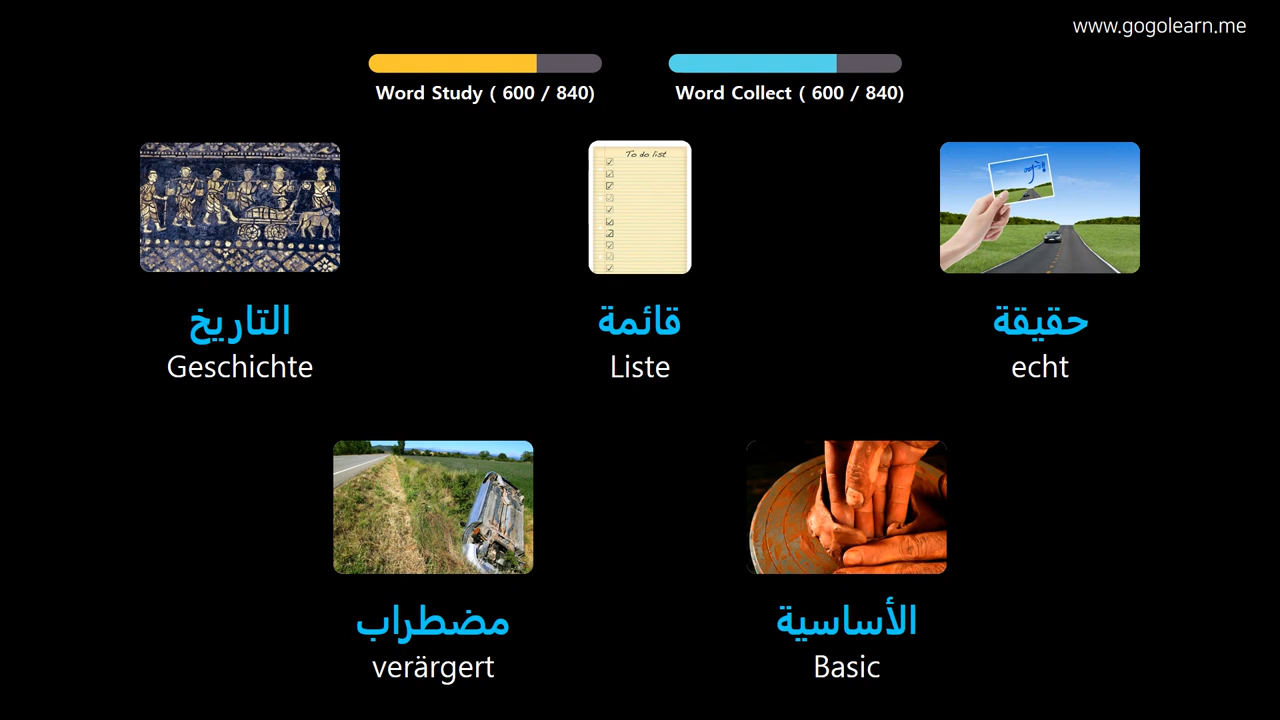 www.gogolearn.me
Word Study ( 600 / 840)
Word Collect ( 600 / 840)
To do list
التاريخ
Geschichte
قائمة
Liste
حقيقة
echt
مضطراب
verärgert
الأساسية
Basic